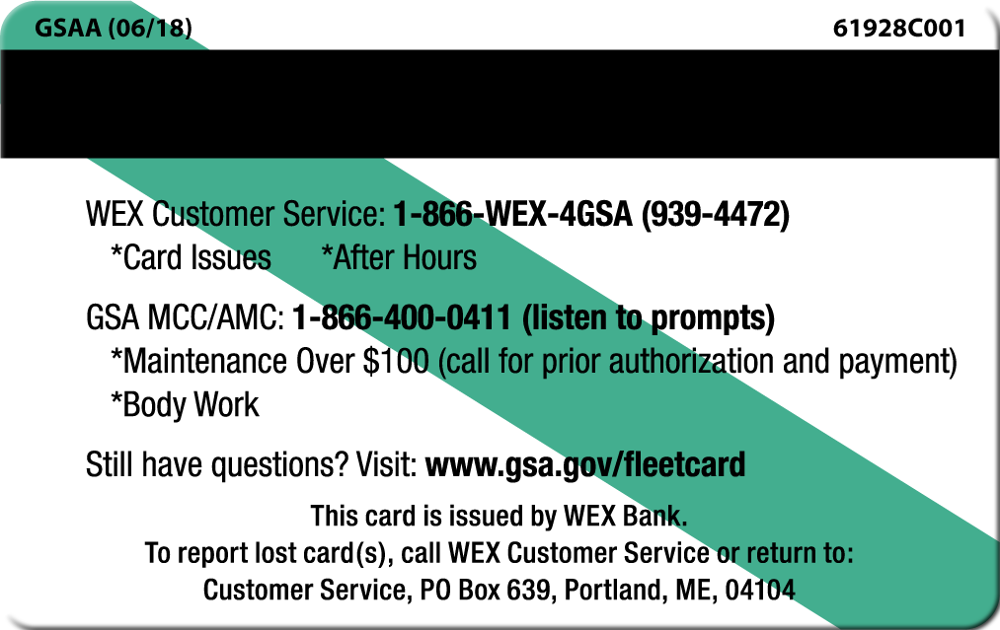 GSAA (06/18) 61928C001
WEX Customer Service: 1-866-WEX-4GSA (939-4472)
*Card Issues *After Hours
GSA MCC/AMC: 1-866-400-0411 (listen to prompts)
*Maintenance Over $100 (call for prior authorization and payment)
*Body Work
Still have questions? Visit: www.gsa.gov/fleetcard
This card is issued by WEX Bank.
To report lost card(s), call WEX Customer Service or return to:
Customer Service, PO Box 639, Portland, ME, 04104